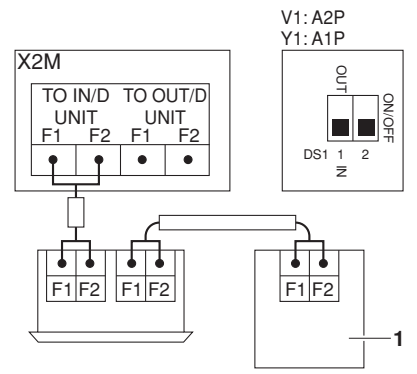 V1: A2P
Y1: A1P
X2M
TO IN/D UNIT
TO OUT/D UNIT
F1 F2 F1 F2
OUT
ON/OFF
DS1 1 2
IN
F1 F2 F1 F2 F1 F2
1